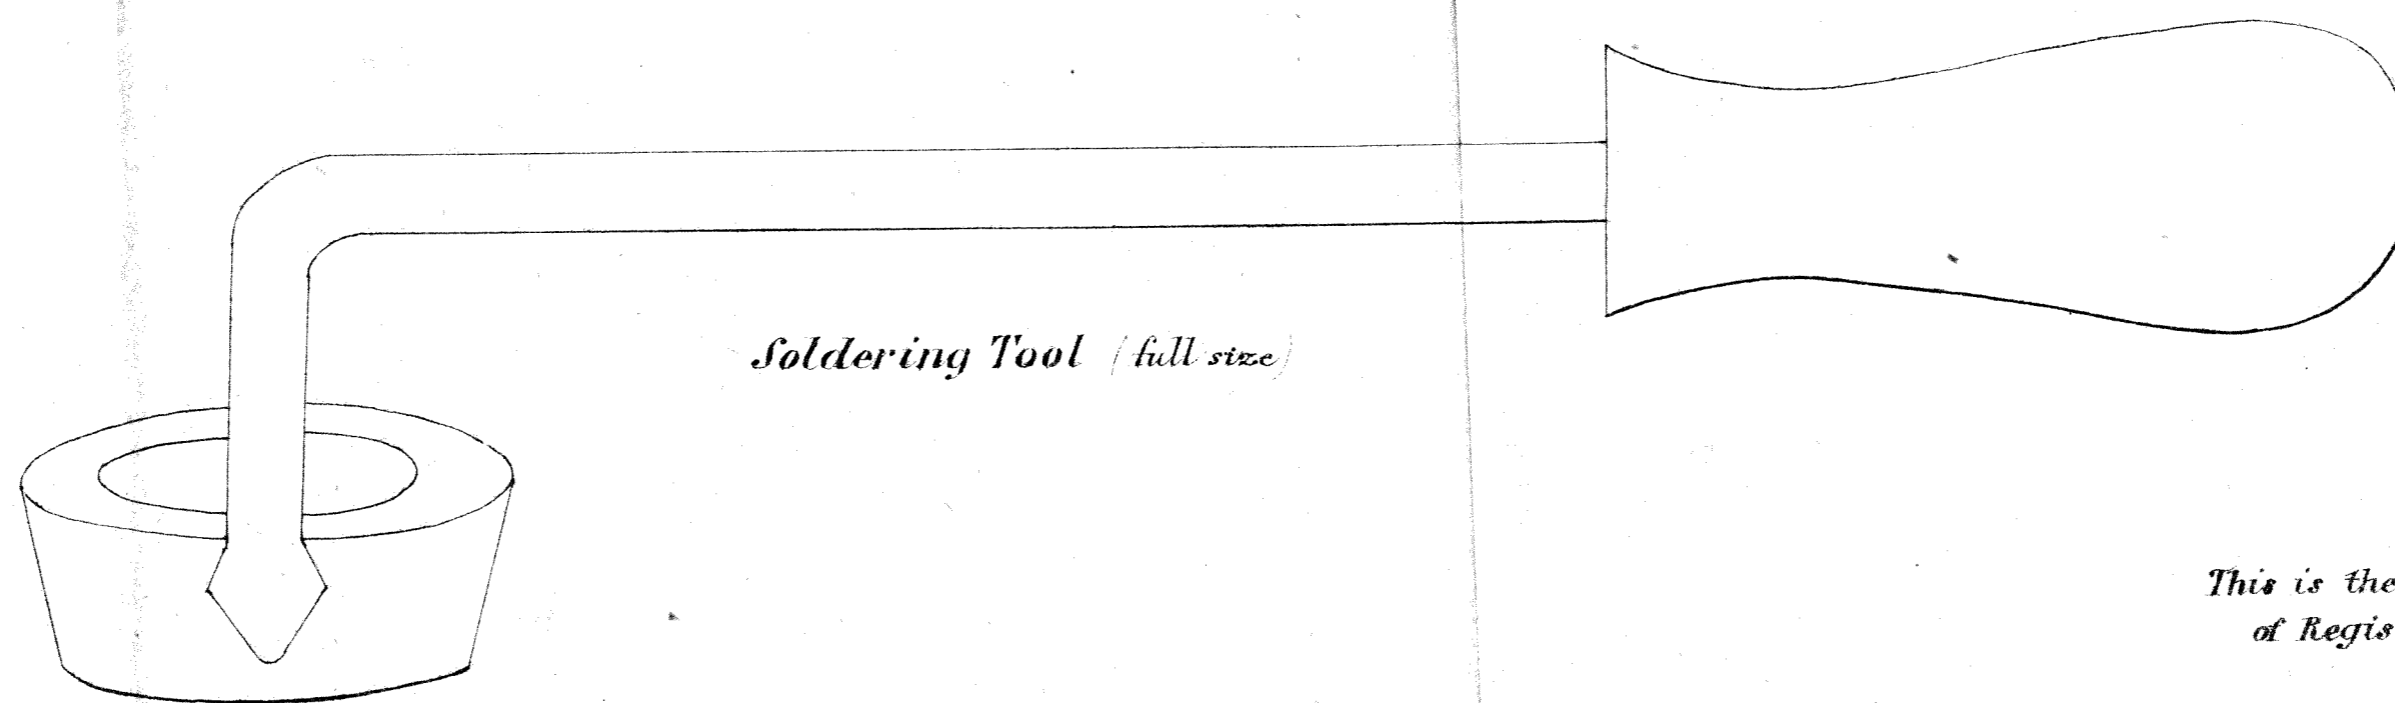 Soldering Tool (full size)
This is the
of Regis